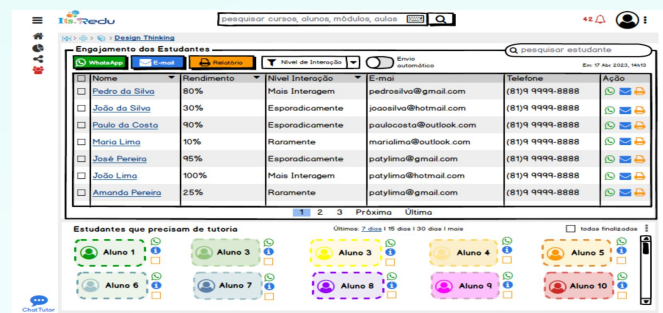 Its.Redu
pesquisar cursos, alunos, módulos, aulas
42
Design Thinking
Engajamento dos Estudantes
pesquisar estudante
WhatsApp E-mail Relatório Nível de Interação Envio automático
Em 17 Abr 2023, 14h13
Nome Rendimento Nível Interação E-mai Telefone Ação
Pedro da Silva 80% Mais Interagem pedrosilva@gmail.com (81)9 9999-8888
João da Silva 30% Esporadicamente joaosilva@hotmail.com (81)9 9999-8888
Paulo da Costa 90% Esporadicamente paulocosta@outlook.com (81)9 9999-8888
Maria Lima 10% Raramente marialima@outlook.com (81)9 9999-8888
José Pereira 95% Esporadicamente patylima@gmail.com (81)9 9999-8888
João Lima 100% Mais Interagem patylima@gmail.com (81)9 9999-8888
Amanda Pereira 25% Raramente patylima@gmail.com (81)9 9999-8888
1 2 3 Próxima Última
Estudantes que precisam de tutoria
Últimos: 7 dias | 15 dias | 30 dias | mais
todas finalizadas
Aluno 1 Aluno 3 Aluno 3 Aluno 4 Aluno 5
Aluno 6 Aluno 7 Aluno 8 Aluno 9 Aluno 10
ChatTutor